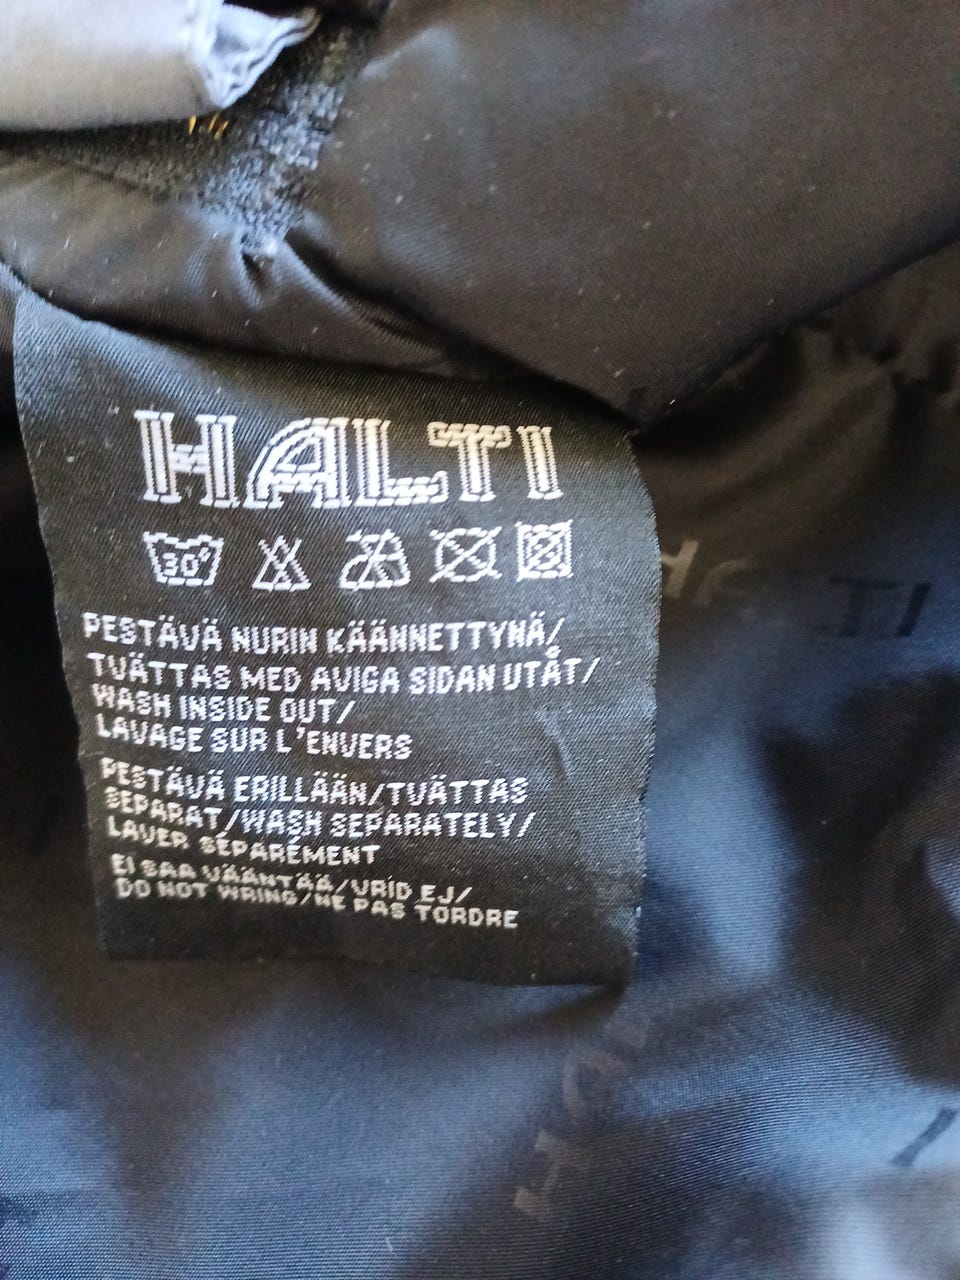 HALTI
30°
PESTÄVÄ NURIN KÄÄNNETTYNÄ/
TVÄTTAS MED AVIGA SIDAN UTÅT/
WASH INSIDE OUT/
LAVAGE SUR L'ENVERS
PESTÄVÄ ERILLÄÄN/TVÄTTAS
SEPARAT/WASH SEPARATELY/
LAVER SÉPARÉMENT
EI SAA VÄÄNTÄÄ/VRID EJ/
DO NOT WRING/NE PAS TORDRE
HALTI